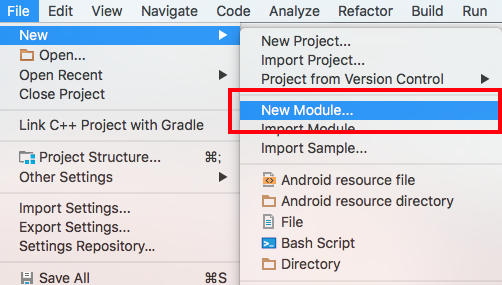 File Edit View Navigate Code Analyze Refactor Build Run
New
Open...
Open Recent
Close Project
Link C++ Project with Gradle
Project Structure... ⌘;
Other Settings
Import Settings...
Export Settings...
Settings Repository...
Save All ⌘S
New Project...
Import Project...
Project from Version Control
New Module...
Import Module
Import Sample...
Android resource file
Android resource directory
File
Bash Script
Directory